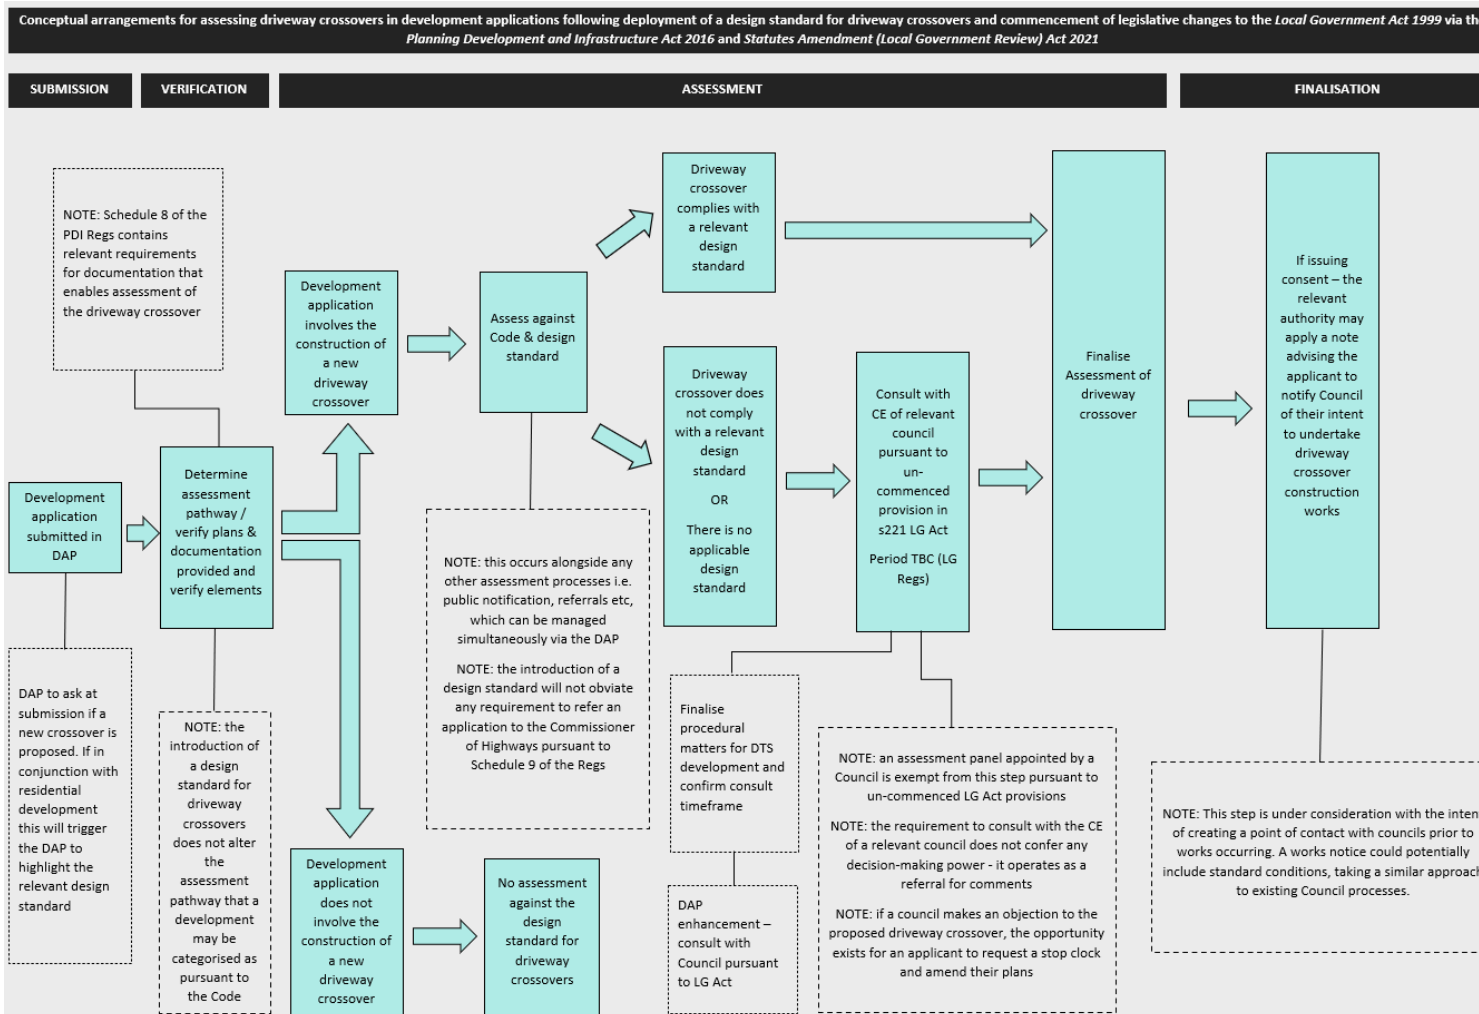 Conceptual arrangements for assessing driveway crossovers in development applications following deployment of a design standard for driveway crossovers and commencement of legislative changes to the Local Government Act 1999 via the
Planning Development and Infrastructure Act 2016 and Statutes Amendment (Local Government Review) Act 2021
SUBMISSION
VERIFICATION
ASSESSMENT
FINALISATION
NOTE: Schedule 8 of the
PDI Regs contains
relevant requirements
for documentation that
enables assessment of
the driveway crossover
Development
application
submitted in
DAP
DAP to ask at
submission if a
new crossover is
proposed. If in
conjunction with
residential
development
this will trigger
the DAP to
highlight the
relevant design
standard
Determine
assessment
pathway /
verify plans &
documentation
provided and
verify elements
NOTE: the
introduction of
a design
standard for
driveway
crossovers
does not alter
the
assessment
pathway that a
development
may be
categorised as
pursuant to
the Code
Development
application
involves the
construction of
a new
driveway
crossover
Assess against
Code & design
standard
NOTE: this occurs alongside any
other assessment processes i.e.
public notification, referrals etc,
which can be managed
simultaneously via the DAP
NOTE: the introduction of a
design standard will not obviate
any requirement to refer an
application to the Commissioner
of Highways pursuant to
Schedule 9 of the Regs
Development
application
does not
involve the
construction of
a new
driveway
crossover
No assessment
against the
design
standard for
driveway
crossovers
Driveway
crossover
complies with
a relevant
design
standard
Driveway
crossover does
not comply
with a relevant
design
standard
OR
There is no
applicable
design
standard
Consult with
CE of relevant
council
pursuant to
un-
commenced
provision in
s221 LG Act
Period TBC (LG
Regs)
Finalise
procedural
matters for DTS
development and
confirm consult
timeframe
DAP
enhancement –
consult with
Council pursuant
to LG Act
NOTE: an assessment panel appointed by a
Council is exempt from this step pursuant to
un-commenced LG Act provisions
NOTE: the requirement to consult with the CE
of a relevant council does not confer any
decision-making power - it operates as a
referral for comments
NOTE: if a council makes an objection to the
proposed driveway crossover, the opportunity
exists for an applicant to request a stop clock
and amend their plans
Finalise
Assessment of
driveway
crossover
If issuing
consent – the
relevant
authority may
apply a note
advising the
applicant to
notify Council
of their intent
to undertake
driveway
crossover
construction
works
NOTE: This step is under consideration with the inten
of creating a point of contact with councils prior to
works occurring. A works notice could potentially
include standard conditions, taking a similar approach
to existing Council processes.